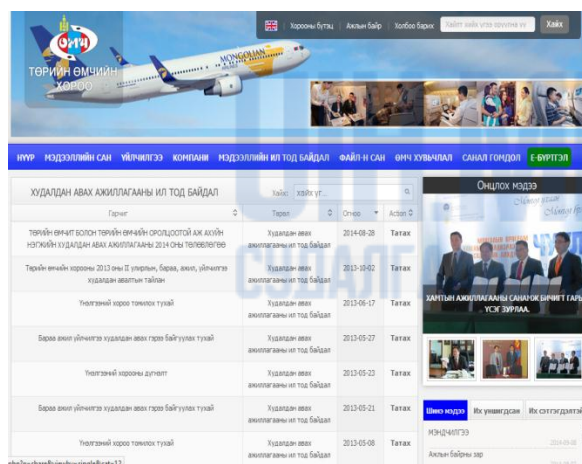 Хорооны бүтэц | Ажлын байр | Холбоо барих
Хайх
ТӨРИЙН ӨМЧИЙН
ХОРОО
MONGOLIAN
НҮҮР МЭДЭЭЛЛИЙН САН ҮЙЛЧИЛГЭЭ КОМПАНИ МЭДЭЭЛЛИЙН ИЛ ТОД БАЙДАЛ ФАЙЛ-Н САН ӨМЧ ХУВЬЧЛАЛ САНАЛ ГОМДОЛ Е-БҮРТГЭЛ
ХУДАЛДАН АВАХ АЖИЛЛАГААНЫ ИЛ ТОД БАЙДАЛ
Хайх: хайх үг...
Гарчиг Төрөл Огноо Action
ТӨРИЙН ӨМЧИТ БОЛОН ТӨРИЙН ӨМЧИЙН ОРОЛЦООТОЙ АЖ АХУЙН
НЭГЖИЙН ХУДАЛДАН АВАХ АЖИЛЛАГААНЫ 2014 ОНЫ ТӨЛӨВЛӨГӨӨ
Худалдан авах
ажиллагааны ил тод байдал
2014-08-28 Татах
Төрийн өмчийн хорооны 2013 оны II улирлын, бараа, ажил, үйлчилгээ
худалдан авалтын тайлан
Худалдан авах
ажиллагааны ил тод байдал
2013-10-02 Татах
Үнэлгээний хороо томилох тухай
Худалдан авах
ажиллагааны ил тод байдал
2013-06-17 Татах
Бараа ажил үйлчилгээ худалдан авах гэрээ байгуулах тухай
Худалдан авах
ажиллагааны ил тод байдал
2013-05-27 Татах
Үнэлгээний хорооны дүгнэлт
Худалдан авах
ажиллагааны ил тод байдал
2013-05-23 Татах
Бараа ажил үйлчилгээ худалдан авах гэрээ байгуулах тухай
Худалдан авах
ажиллагааны ил тод байдал
2013-05-21 Татах
Үнэлгээний хороо томилох тухай
Худалдан авах
ажиллагааны ил тод байдал
2013-05-08 Татах
Онцлох мэдээ
ХАМТЫН АЖИЛЛАГААНЫ САНАМЖ БИЧИГТ ГАРЫН
ҮСЭГ ЗУРЛАА.
Шинэ мэдээ Их уншигдсан Их сэтгэгдэлтэй
МЭНДЧИЛГЭЭ
Ажлын байрны зар